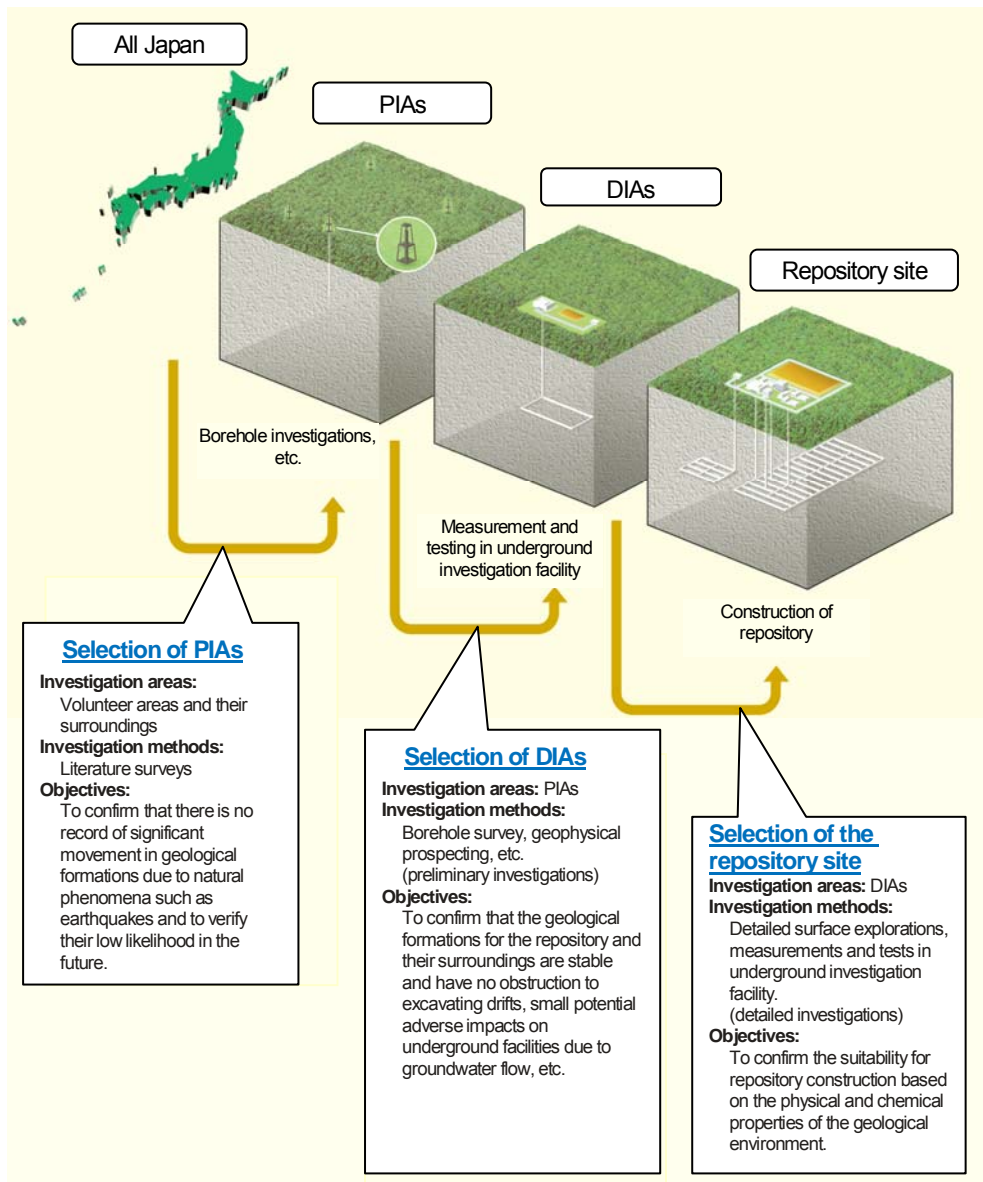 All Japan
PIAs
DIAs
Repository site
Borehole investigations,
etc.
Measurement and
testing in underground
investigation facility
Construction of
repository
Selection of PIAs
Investigation areas:
Volunteer areas and their
surroundings
Investigation methods:
Literature surveys
Objectives:
To confirm that there is no
record of significant
movement in geological
formations due to natural
phenomena such as
earthquakes and to verify
their low likelihood in the
future.
Selection of DIAs
Investigation areas: PIAs
Investigation methods:
Borehole survey, geophysical
prospecting, etc.
(preliminary investigations)
Objectives:
To confirm that the geological
formations for the repository and
their surroundings are stable
and have no obstruction to
excavating drifts, small potential
adverse impacts on
underground facilities due to
groundwater flow, etc.
Selection of the
repository site
Investigation areas: DIAs
Investigation methods:
Detailed surface explorations,
measurements and tests in
underground investigation
facility.
(detailed investigations)
Objectives:
To confirm the suitability for
repository construction based
on the physical and chemical
properties of the geological
environment.